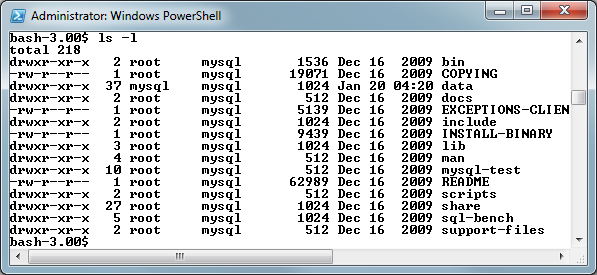 Administrator: Windows PowerShell
bash-3.00$ ls -l
total 218
drwxr-xr-x 2 root mysql 1536 Dec 16 2009 bin
-rw-r--r-- 1 root mysql 19071 Dec 16 2009 COPYING
drwxr-xr-x 37 mysql mysql 1024 Jan 20 04:20 data
drwxr-xr-x 2 root mysql 512 Dec 16 2009 docs
-rw-r--r-- 1 root mysql 5139 Dec 16 2009 EXCEPTIONS-CLIEN
drwxr-xr-x 2 root mysql 1024 Dec 16 2009 include
-rw-r--r-- 1 root mysql 9439 Dec 16 2009 INSTALL-BINARY
drwxr-xr-x 3 root mysql 1024 Dec 16 2009 lib
drwxr-xr-x 4 root mysql 512 Dec 16 2009 man
drwxr-xr-x 10 root mysql 512 Dec 16 2009 mysql-test
-rw-r--r-- 1 root mysql 62989 Dec 16 2009 README
drwxr-xr-x 2 root mysql 512 Dec 16 2009 scripts
drwxr-xr-x 27 root mysql 1024 Dec 16 2009 share
drwxr-xr-x 5 root mysql 1024 Dec 16 2009 sql-bench
drwxr-xr-x 2 root mysql 512 Dec 16 2009 support-files
bash-3.00$